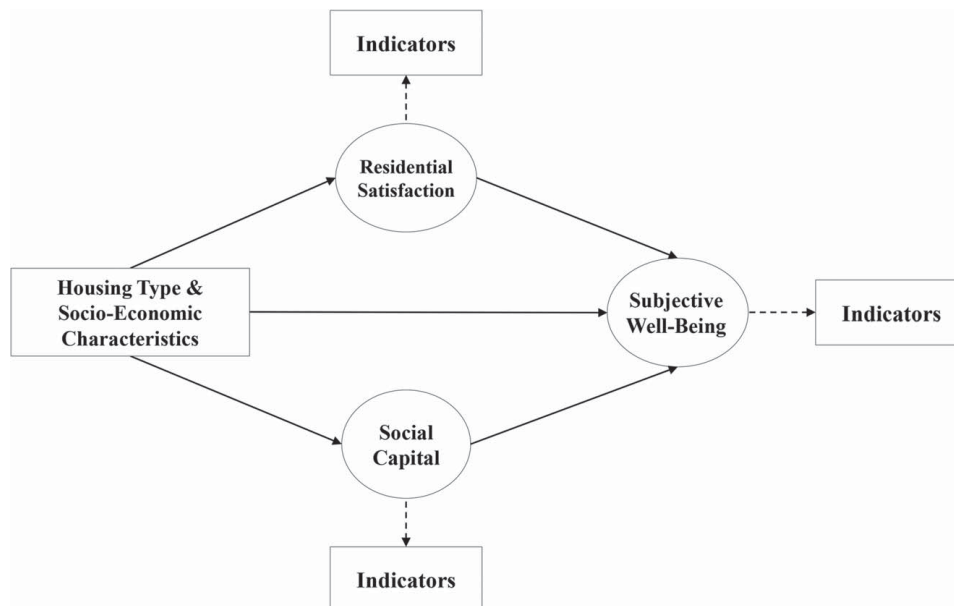 Indicators
Residential
Satisfaction
Housing Type &
Socio-Economic
Characteristics
Subjective
Well-Being
Indicators
Social
Capital
Indicators